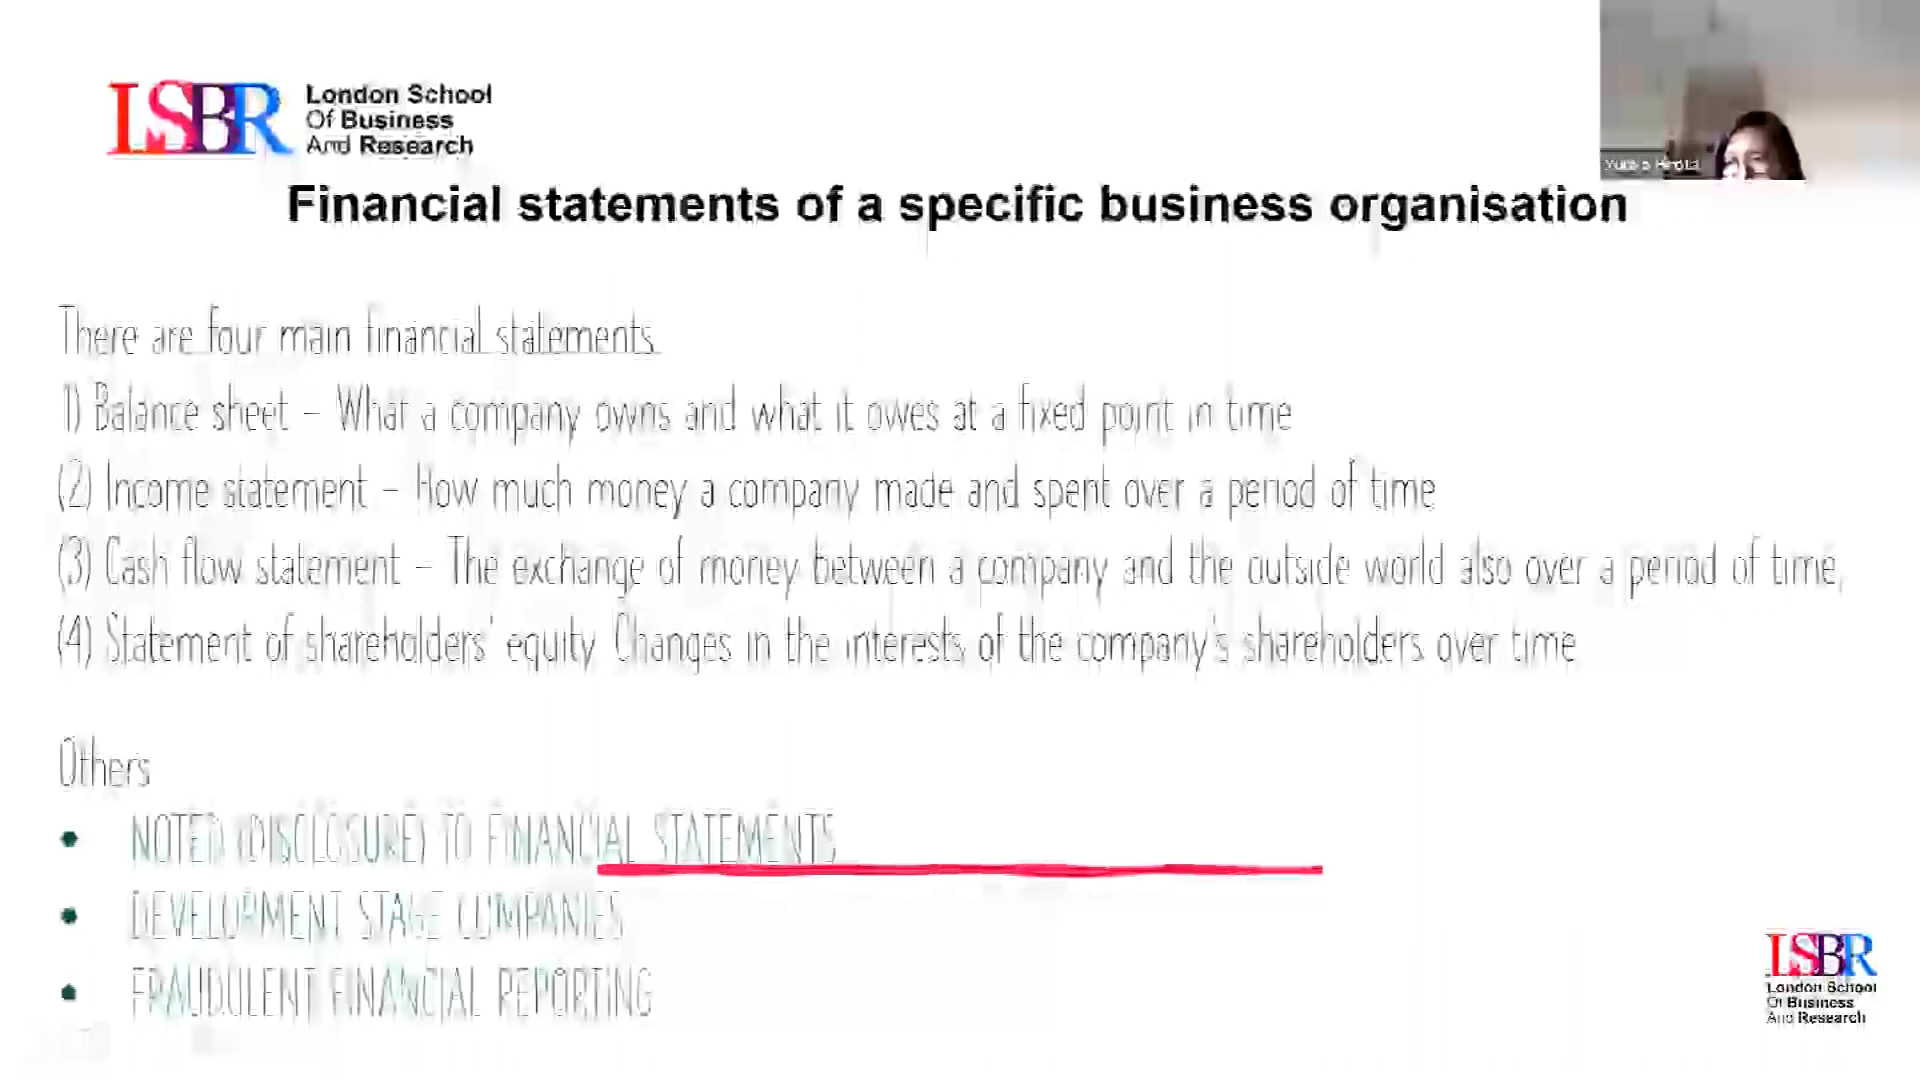 LSBR London School
Of Business
And Research
Financial statements of a specific business organisation
There are four main financial statements.
1) Balance sheet – What a company owns and what it owes at a fixed point in time
(2) Income statement – How much money a company made and spent over a period of time
(3) Cash flow statement – The exchange of money between a company and the outside world also over a period of time,
(4) Statement of shareholders' equity Changes in the interests of the company's shareholders over time
Others
• NOTED (DISCLOSURE) TO FINANCIAL STATEMENTS
• DEVELOPMENT STAGE COMPANIES
• FRAUDULENT FINANCIAL REPORTING
LSBR
London School
Of Business
And Research